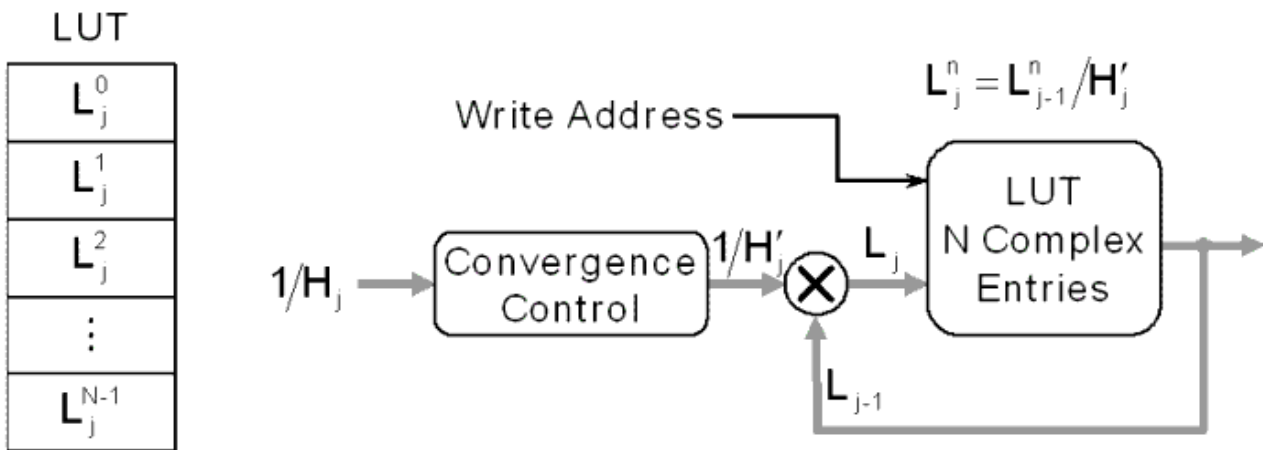 LUT
L_j^0
L_j^1
L_j^2
⋮
L_j^{N-1}
L_j^n = L_{j-1}^n/H′_j
Write Address
LUT
N Complex
Entries
1/H_j
Convergence
Control
1/H′_j
×
L_j
L_{j-1}